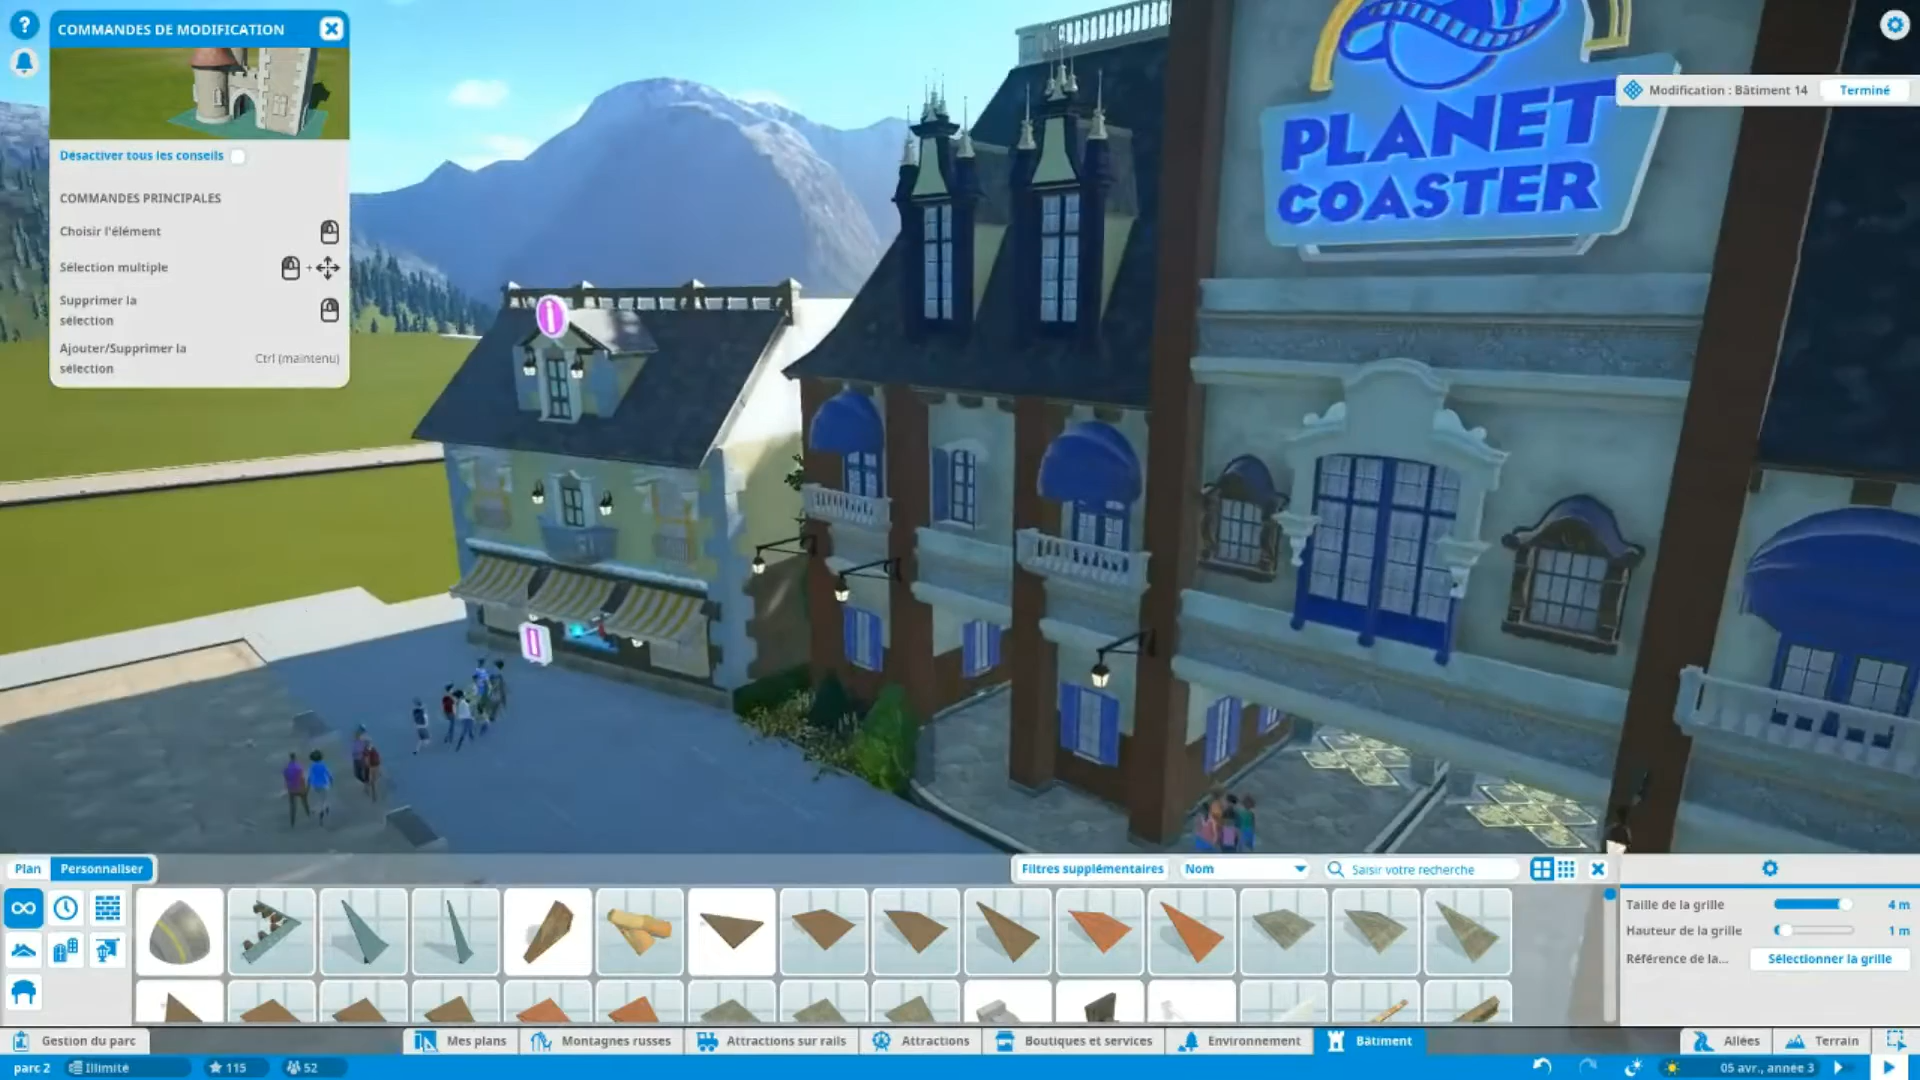 COMMANDES DE MODIFICATION
Désactiver tous les conseils
COMMANDES PRINCIPALES
Choisir l'élément
Sélection multiple
Supprimer la
sélection
Ajouter/Supprimer la
sélection
Ctrl (maintenu)
PLANET
COASTER
Modification : Bâtiment 14
Terminé
Plan
Personnaliser
Filtres supplémentaires
Nom
Saisir votre recherche
Taille de la grille
4 m
Hauteur de la grille
1 m
Référence de la...
Sélectionner la grille
Gestion du parc
Mes plans
Montagnes russes
Attractions sur rails
Attractions
Boutiques et services
Environnement
Bâtiment
Allées
Terrain
parc 2
Illimité
115
52
05 avr., année 3